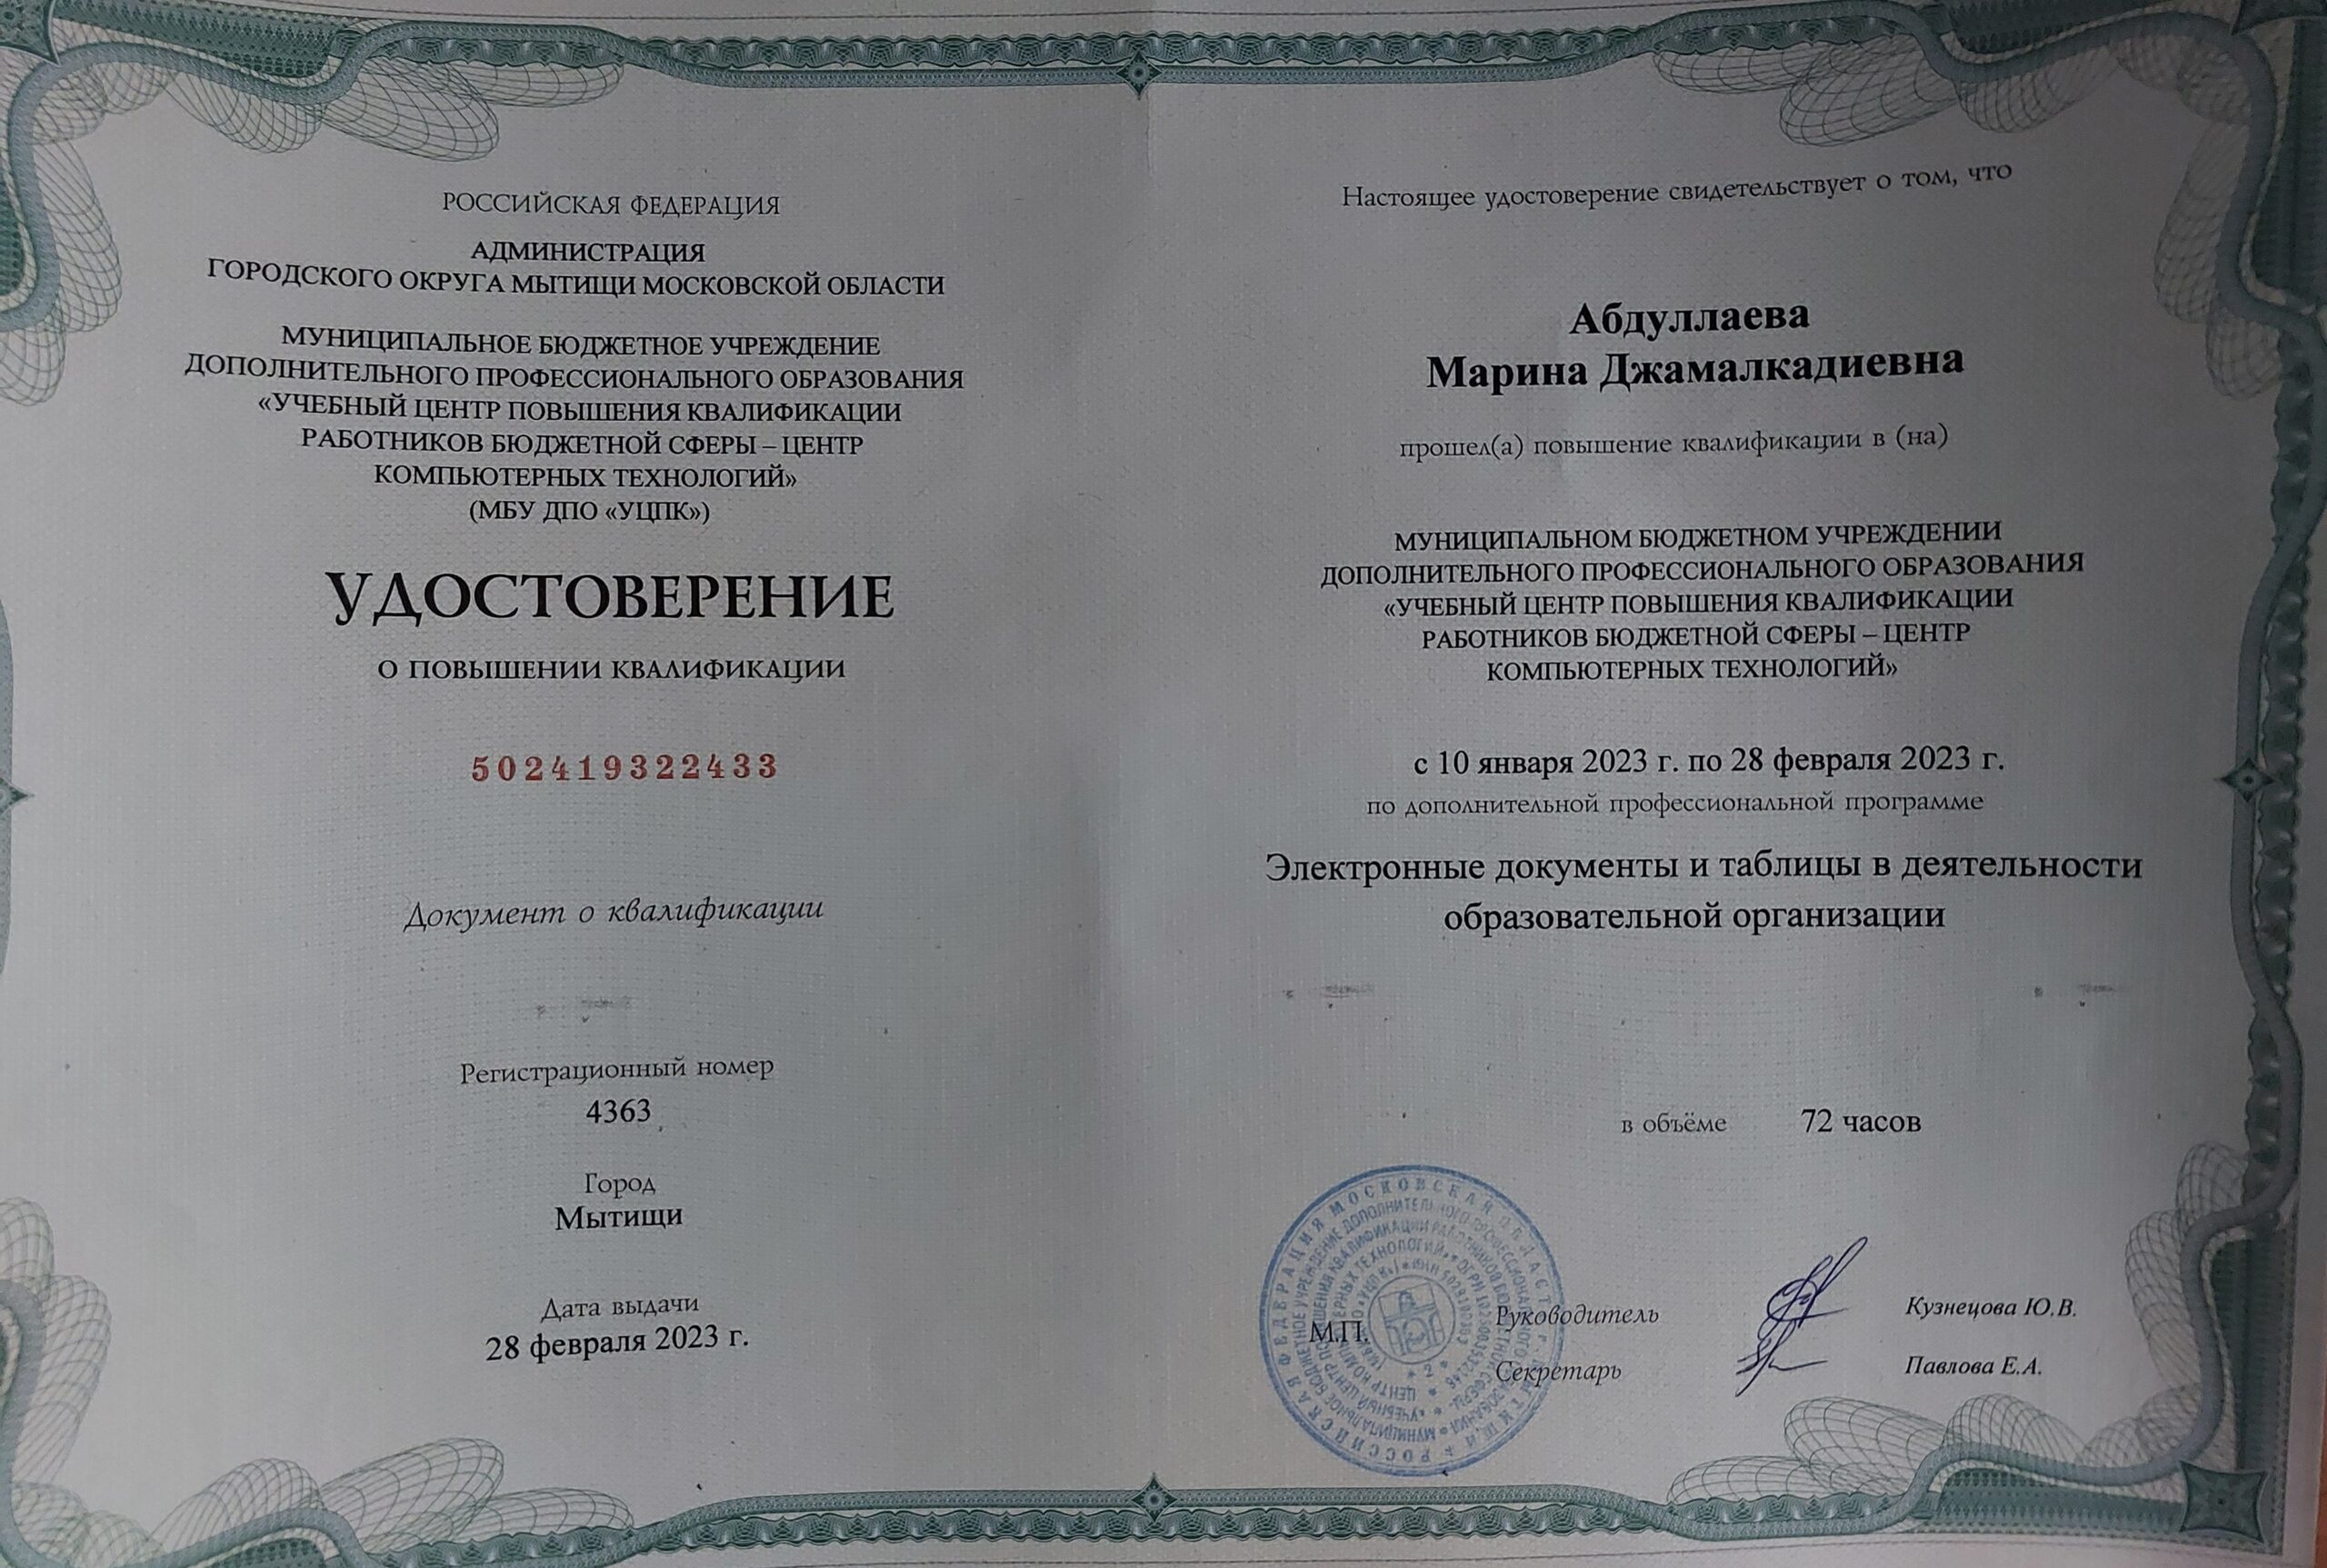 РОССИЙСКАЯ ФЕДЕРАЦИЯ
АДМИНИСТРАЦИЯ
ГОРОДСКОГО ОКРУГА МЫТИЩИ МОСКОВСКОЙ ОБЛАСТИ
МУНИЦИПАЛЬНОЕ БЮДЖЕТНОЕ УЧРЕЖДЕНИЕ
ДОПОЛНИТЕЛЬНОГО ПРОФЕССИОНАЛЬНОГО ОБРАЗОВАНИЯ
«УЧЕБНЫЙ ЦЕНТР ПОВЫШЕНИЯ КВАЛИФИКАЦИИ
РАБОТНИКОВ БЮДЖЕТНОЙ СФЕРЫ – ЦЕНТР
КОМПЬЮТЕРНЫХ ТЕХНОЛОГИЙ»
(МБУ ДПО «УЦПК»)
УДОСТОВЕРЕНИЕ
О ПОВЫШЕНИИ КВАЛИФИКАЦИИ
502419322433
Документ о квалификации
Регистрационный номер
4363
Город
Мытищи
Дата выдачи
28 февраля 2023 г.
Настоящее удостоверение свидетельствует о том, что
Абдуллаева
Марина Джамалкадиевна
прошел(а) повышение квалификации в (на)
МУНИЦИПАЛЬНОМ БЮДЖЕТНОМ УЧРЕЖДЕНИИ
ДОПОЛНИТЕЛЬНОГО ПРОФЕССИОНАЛЬНОГО ОБРАЗОВАНИЯ
«УЧЕБНЫЙ ЦЕНТР ПОВЫШЕНИЯ КВАЛИФИКАЦИИ
РАБОТНИКОВ БЮДЖЕТНОЙ СФЕРЫ – ЦЕНТР
КОМПЬЮТЕРНЫХ ТЕХНОЛОГИЙ»
с 10 января 2023 г. по 28 февраля 2023 г.
по дополнительной профессиональной программе
Электронные документы и таблицы в деятельности
образовательной организации
в объёме 72 часов
М.П.
Руководитель Кузнецова Ю.В.
Секретарь Павлова Е.А.